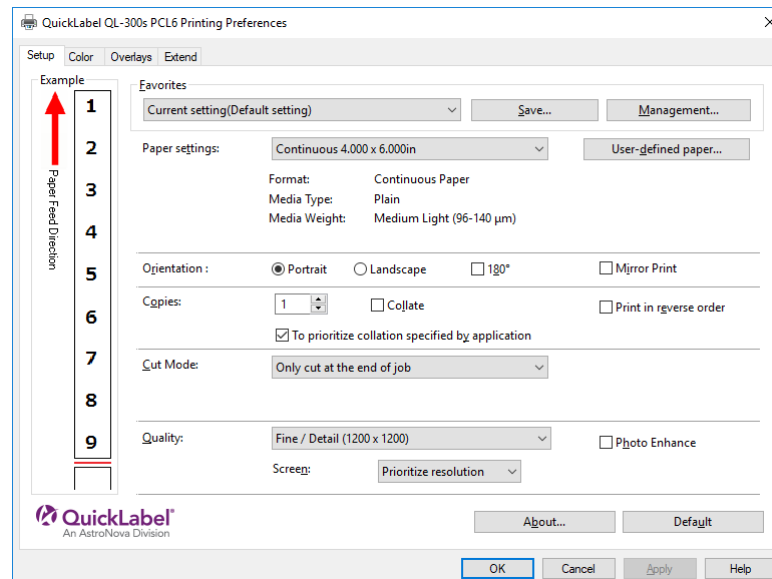 QuickLabel QL-300s PCL6 Printing Preferences
Setup Color Overlays Extend
Example
Paper Feed Direction
1
2
3
4
5
6
7
8
9
Favorites
Current setting(Default setting) Save... Management...
Paper settings: Continuous 4.000 x 6.000in User-defined paper...
Format: Continuous Paper
Media Type: Plain
Media Weight: Medium Light (96-140 μm)
Orientation : Portrait Landscape 180° Mirror Print
Copies: 1 Collate Print in reverse order
To prioritize collation specified by application
Cut Mode: Only cut at the end of job
Quality: Fine / Detail (1200 x 1200) Photo Enhance
Screen: Prioritize resolution
QuickLabel®
An AstroNova Division
About... Default
OK Cancel Apply Help